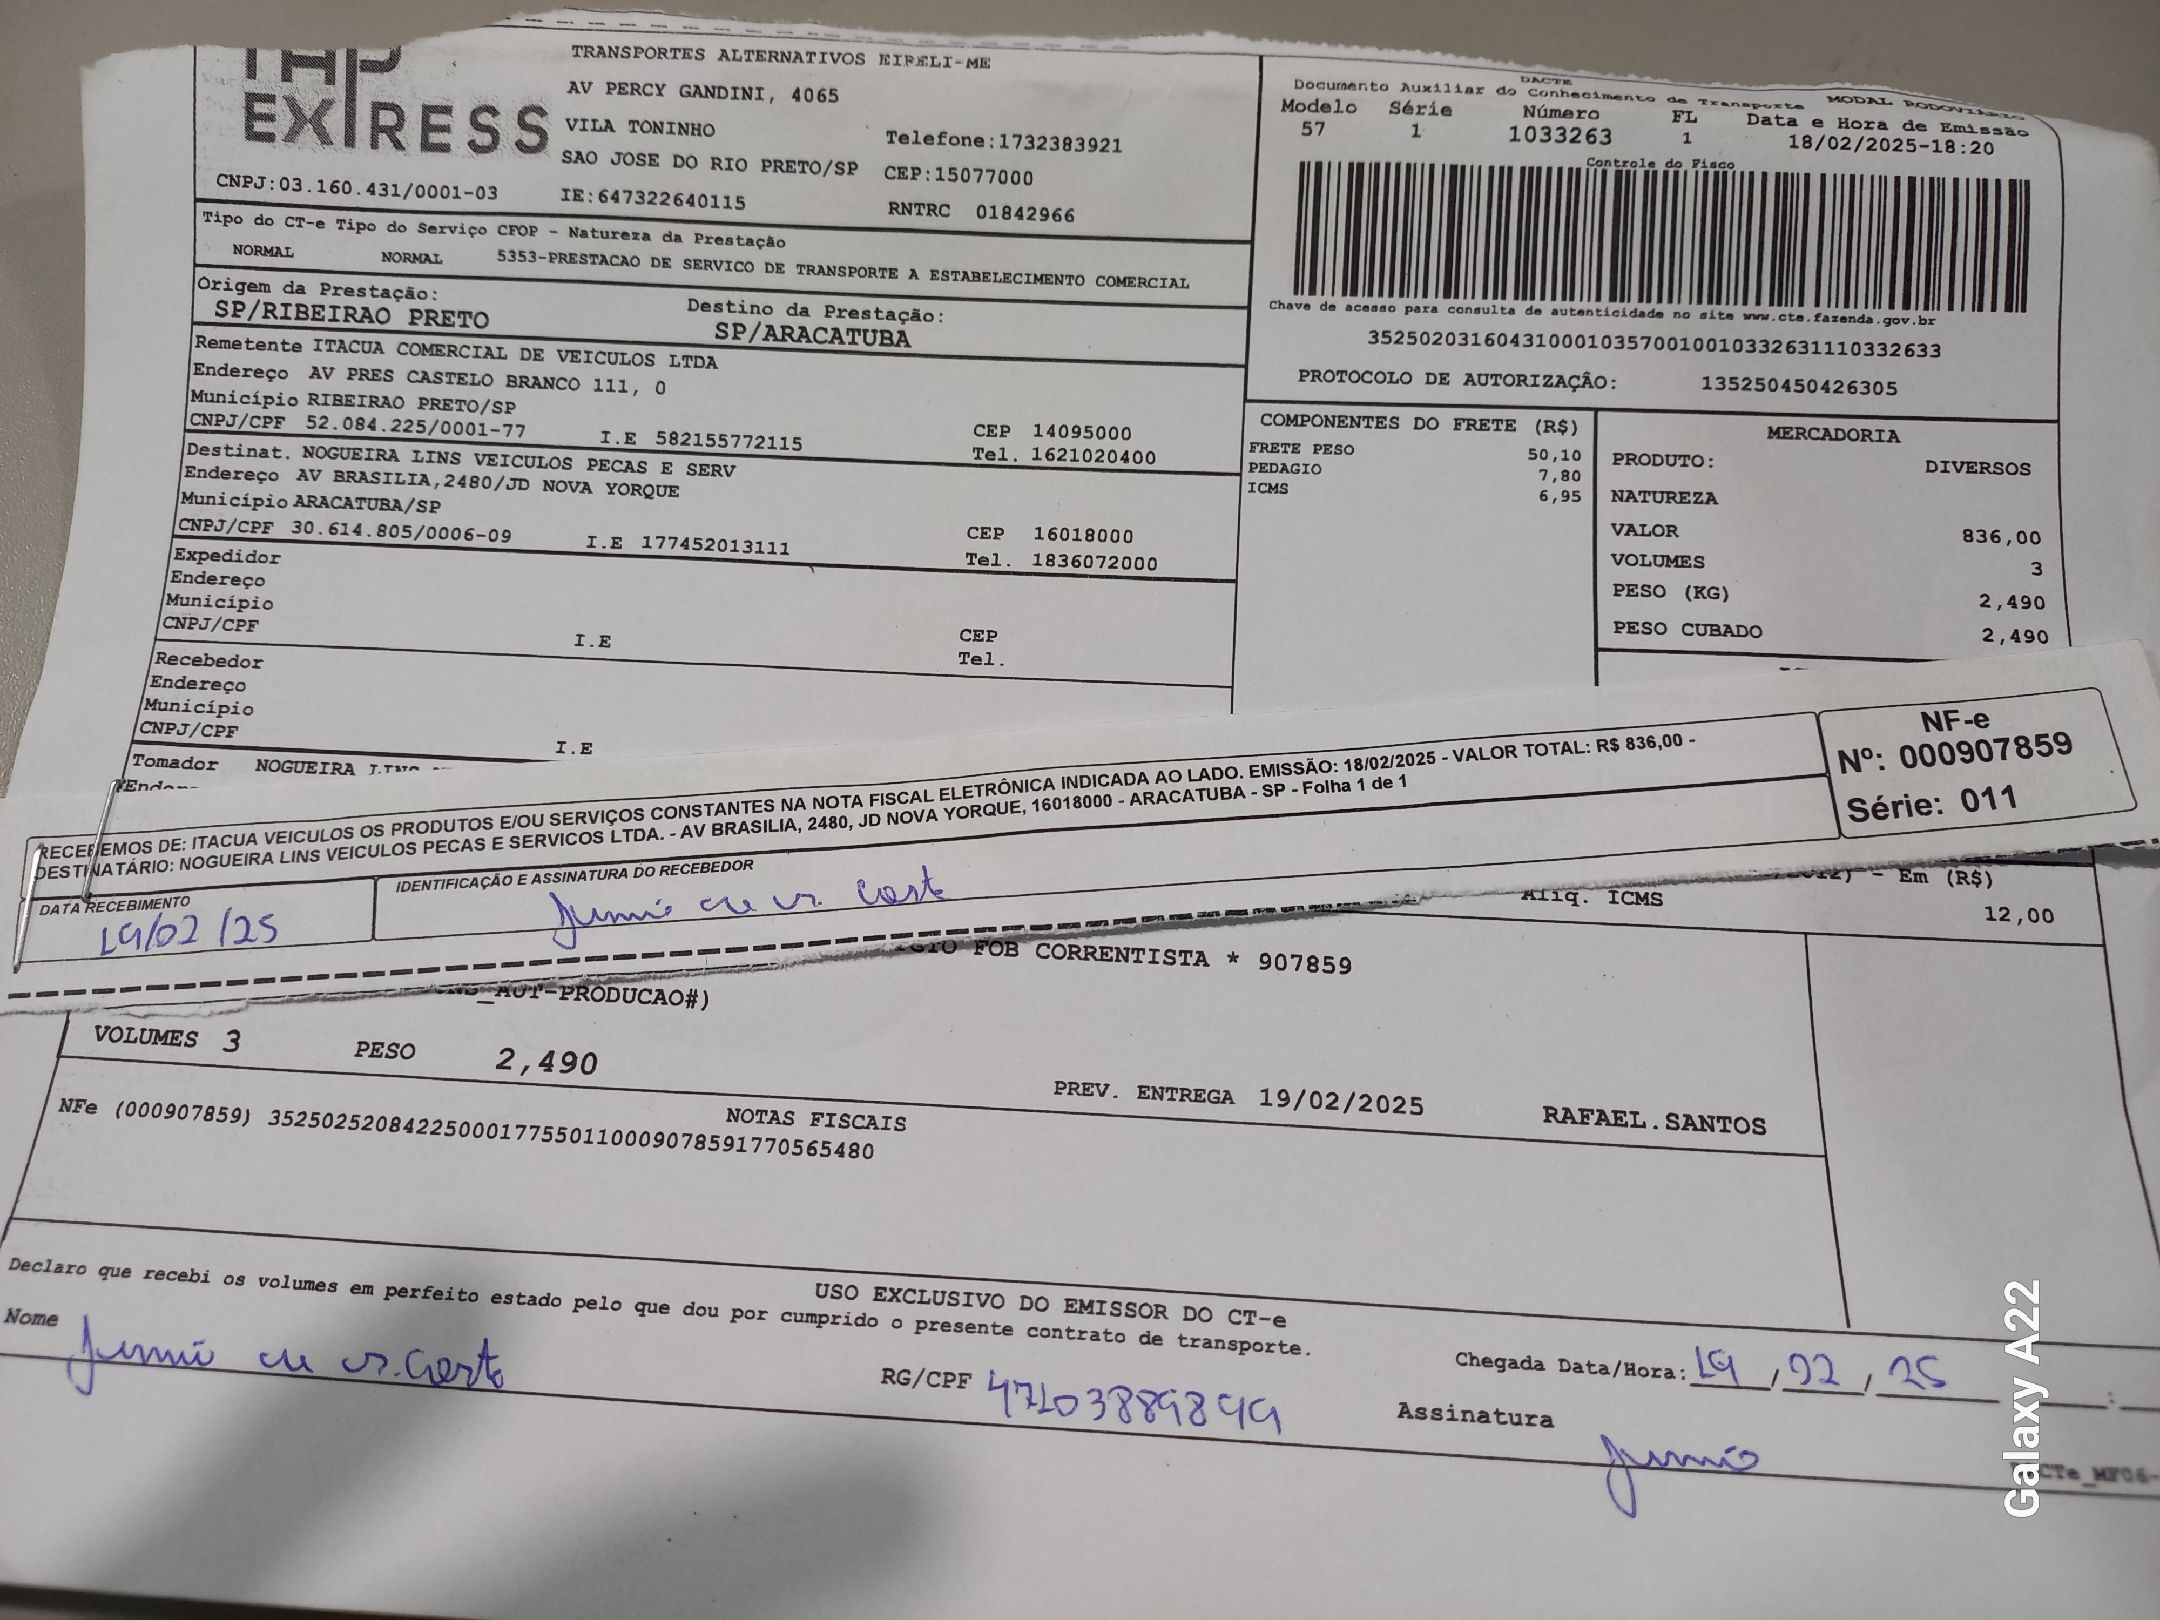 TAP
EXPRESS
TRANSPORTES ALTERNATIVOS EIRELI-ME
AV PERCY GANDINI, 4065
VILA TONINHO
Telefone:1732383921
SAO JOSE DO RIO PRETO/SP CEP:15077000
CNPJ:03.160.431/0001-03 IE:647322640115 RNTRC 01842966
DACTE
Documento Auxiliar do Conhecimento de Transporte MODAL RODOVIÁRIO
Modelo Série Número FL Data e Hora de Emissão
57 1 1033263 1 18/02/2025-18:20
Controle do Fisco
Tipo do CT-e Tipo do Serviço CFOP - Natureza da Prestação
NORMAL NORMAL 5353-PRESTACAO DE SERVICO DE TRANSPORTE A ESTABELECIMENTO COMERCIAL
Origem da Prestação: Destino da Prestação:
SP/RIBEIRAO PRETO SP/ARACATUBA
Chave de acesso para consulta de autenticidade no site www.cte.fazenda.gov.br
35250203160431000103570010010332631110332633
PROTOCOLO DE AUTORIZAÇÃO: 135250450426305
Remetente ITACUA COMERCIAL DE VEICULOS LTDA
Endereço AV PRES CASTELO BRANCO 111, 0
Município RIBEIRAO PRETO/SP CEP 14095000
CNPJ/CPF 52.084.225/0001-77 I.E 582155772115 Tel. 1621020400
Destinat. NOGUEIRA LINS VEICULOS PECAS E SERV
Endereço AV BRASILIA,2480/JD NOVA YORQUE
Município ARACATUBA/SP CEP 16018000
CNPJ/CPF 30.614.805/0006-09 I.E 177452013111 Tel. 1836072000
Expedidor
Endereço
Município CEP
CNPJ/CPF I.E Tel.
Recebedor
Endereço
Município
CNPJ/CPF I.E
Tomador NOGUEIRA LINS
COMPONENTES DO FRETE (R$)
FRETE PESO 50,10
PEDAGIO 7,80
ICMS 6,95
MERCADORIA
PRODUTO: DIVERSOS
NATUREZA
VALOR 836,00
VOLUMES 3
PESO (KG) 2,490
PESO CUBADO 2,490
RECEBEMOS DE: ITACUA VEICULOS OS PRODUTOS E/OU SERVIÇOS CONSTANTES NA NOTA FISCAL ELETRÔNICA INDICADA AO LADO. EMISSÃO: 18/02/2025 - VALOR TOTAL: R$ 836,00 -
DESTINATÁRIO: NOGUEIRA LINS VEICULOS PECAS E SERVICOS LTDA. - AV BRASILIA, 2480, JD NOVA YORQUE, 16018000 - ARACATUBA - SP - Folha 1 de 1
NF-e
Nº: 000907859
Série: 011
DATA RECEBIMENTO
19/02/25
IDENTIFICAÇÃO E ASSINATURA DO RECEBEDOR
- Em (R$)
Aliq. ICMS
12,00
FOB CORRENTISTA * 907859
_AUT-PRODUCAO#)
VOLUMES 3 PESO 2,490
PREV. ENTREGA 19/02/2025 RAFAEL.SANTOS
NOTAS FISCAIS
NFe (000907859) 35250252084225000177550110009078591770565480
USO EXCLUSIVO DO EMISSOR DO CT-e
Declaro que recebi os volumes em perfeito estado pelo que dou por cumprido o presente contrato de transporte.
Nome
RG/CPF 47103889899
Chegada Data/Hora: 19 / 02 / 25 :
Assinatura
Galaxy A22